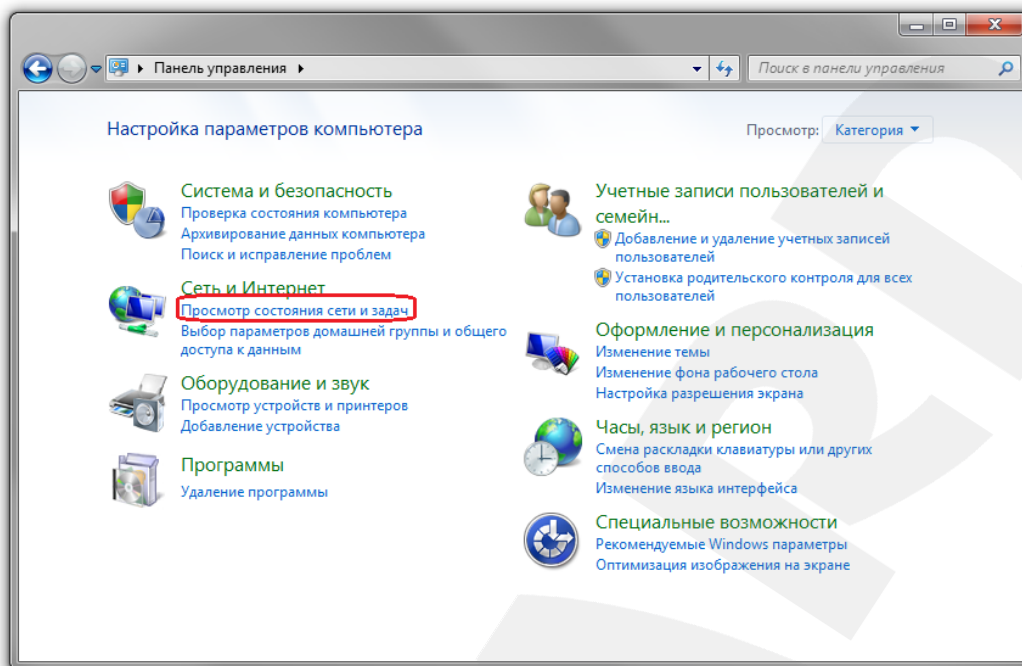 Панель управления
Поиск в панели управления
Настройка параметров компьютера
Просмотр: Категория
Система и безопасность
Проверка состояния компьютера
Архивирование данных компьютера
Поиск и исправление проблем
Сеть и Интернет
Просмотр состояния сети и задач
Выбор параметров домашней группы и общего
доступа к данным
Оборудование и звук
Просмотр устройств и принтеров
Добавление устройства
Программы
Удаление программы
Учетные записи пользователей и
семейн...
Добавление и удаление учетных записей
пользователей
Установка родительского контроля для всех
пользователей
Оформление и персонализация
Изменение темы
Изменение фона рабочего стола
Настройка разрешения экрана
Часы, язык и регион
Смена раскладки клавиатуры или других
способов ввода
Изменение языка интерфейса
Специальные возможности
Рекомендуемые Windows параметры
Оптимизация изображения на экране